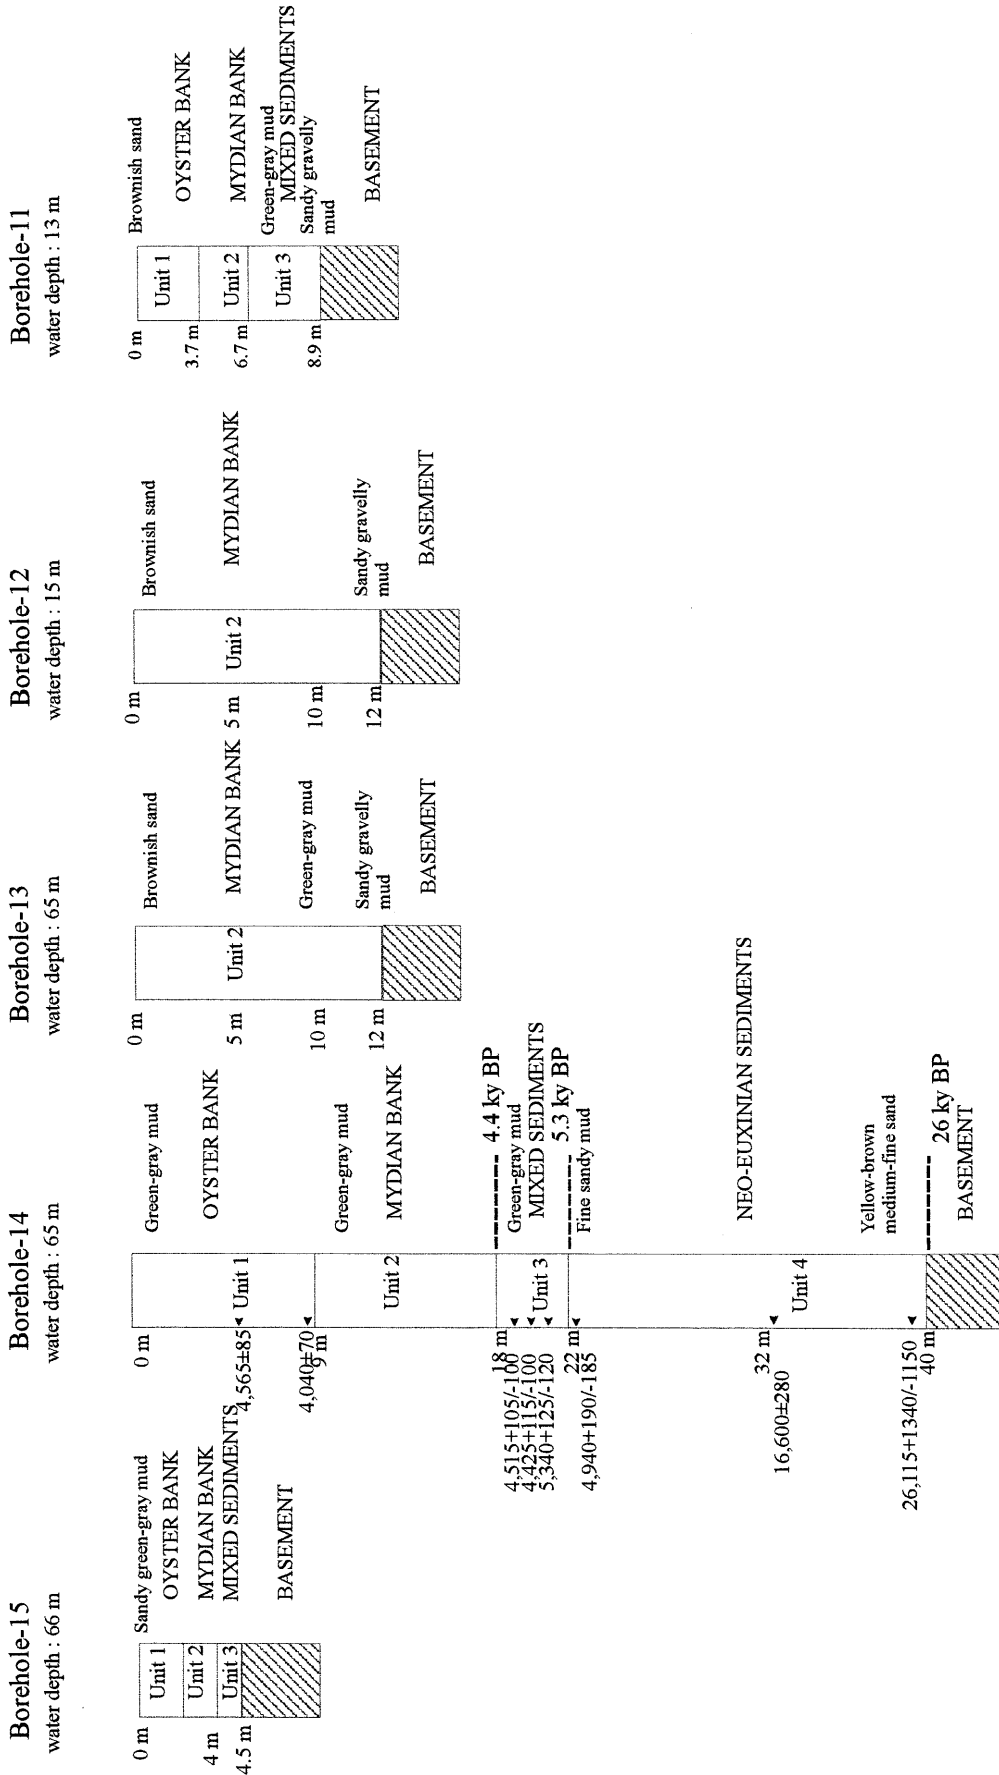 Borehole-15
water depth : 66 m
0 m
4 m
4.5 m
Unit 1
Unit 2
Unit 3
Sandy green-gray mud
OYSTER BANK
MYDIAN BANK
MIXED SEDIMENTS
BASEMENT
Borehole-14
water depth : 65 m
0 m
4,565±85
4,040±70
9 m
18 m
4,515+105/-100
4,425+115/-100
5,340+125/-120
22 m
4,940+190/-185
32 m
16,600±280
26,115+1340/-1150
40 m
Unit 1
Unit 2
Unit 3
Unit 4
Green-gray mud
OYSTER BANK
Green-gray mud
MYDIAN BANK
4.4 ky BP
Green-gray mud
MIXED SEDIMENTS
5.3 ky BP
Fine sandy mud
NEO-EUXINIAN SEDIMENTS
Yellow-brown
medium-fine sand
26 ky BP
BASEMENT
Borehole-13
water depth : 65 m
0 m
5 m
10 m
12 m
Unit 2
Brownish sand
MYDIAN BANK
Green-gray mud
Sandy gravelly
mud
BASEMENT
Borehole-12
water depth : 15 m
0 m
5 m
10 m
12 m
Unit 2
Brownish sand
MYDIAN BANK
Sandy gravelly
mud
BASEMENT
Borehole-11
water depth : 13 m
0 m
3.7 m
6.7 m
8.9 m
Unit 1
Unit 2
Unit 3
Brownish sand
OYSTER BANK
MYDIAN BANK
Green-gray mud
MIXED SEDIMENTS
Sandy gravelly
mud
BASEMENT